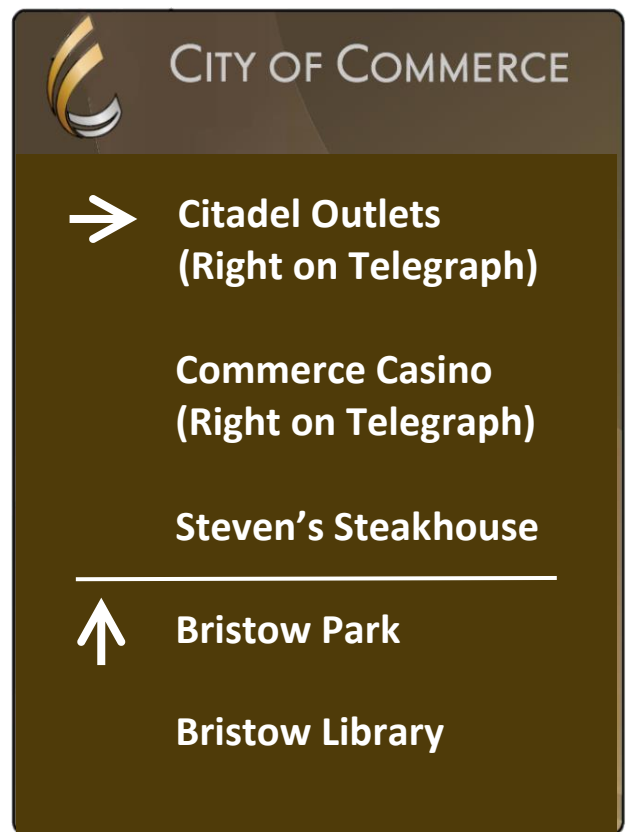 CITY OF COMMERCE
Citadel Outlets
(Right on Telegraph)
Commerce Casino
(Right on Telegraph)
Steven’s Steakhouse
Bristow Park
Bristow Library